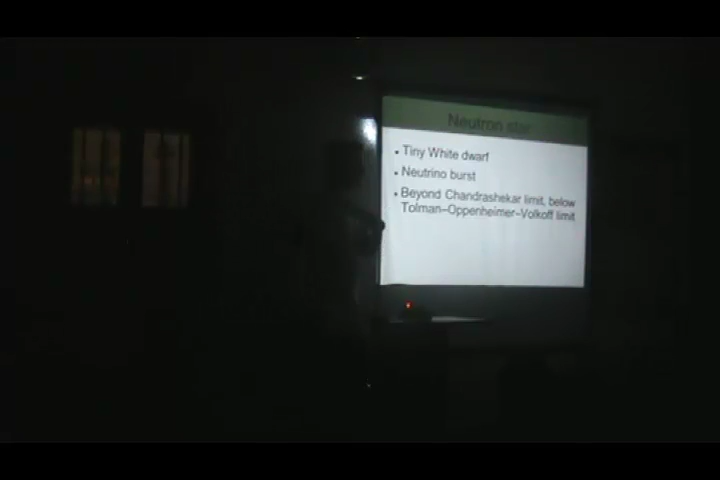 Neutron star
• Tiny White dwarf
• Neutrino burst
• Beyond Chandrashekar limit, below
Tolman–Oppenheimer–Volkoff limit